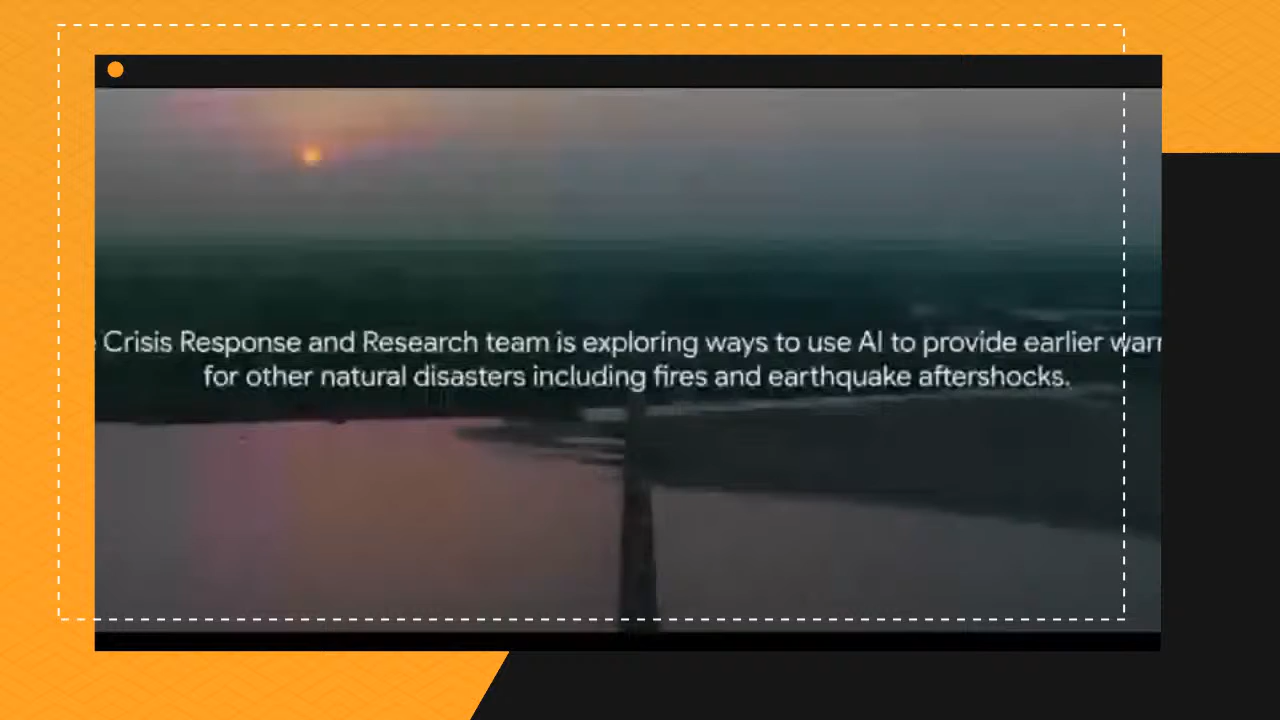 Crisis Response and Research team is exploring ways to use AI to provide earlier
for other natural disasters including fires and earthquake aftershocks.